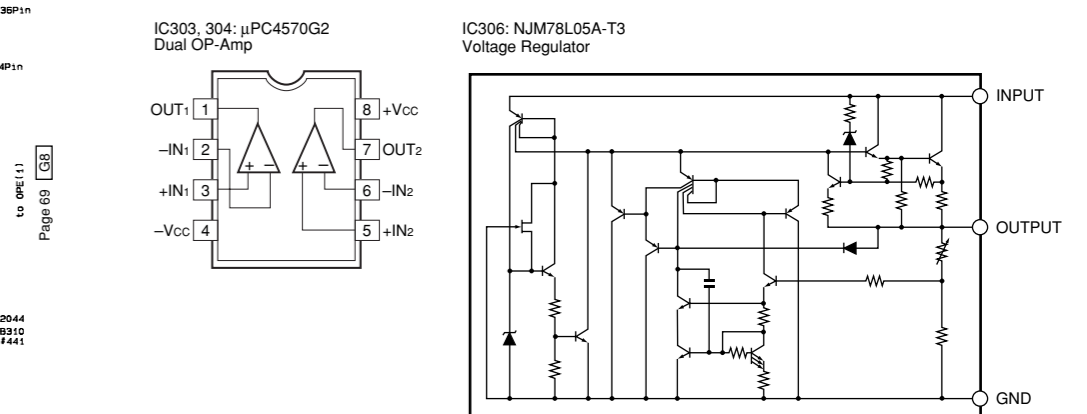 36Pin
4Pin
to OPE(1)
Page 69 G8
2044
B310
#441
IC303, 304: µPC4570G2
Dual OP-Amp
OUT1 1
–IN1 2
+IN1 3
–VCC 4
8 +VCC
7 OUT2
6 –IN2
5 +IN2
+ –
+ –
IC306: NJM78L05A-T3
Voltage Regulator
INPUT
OUTPUT
GND